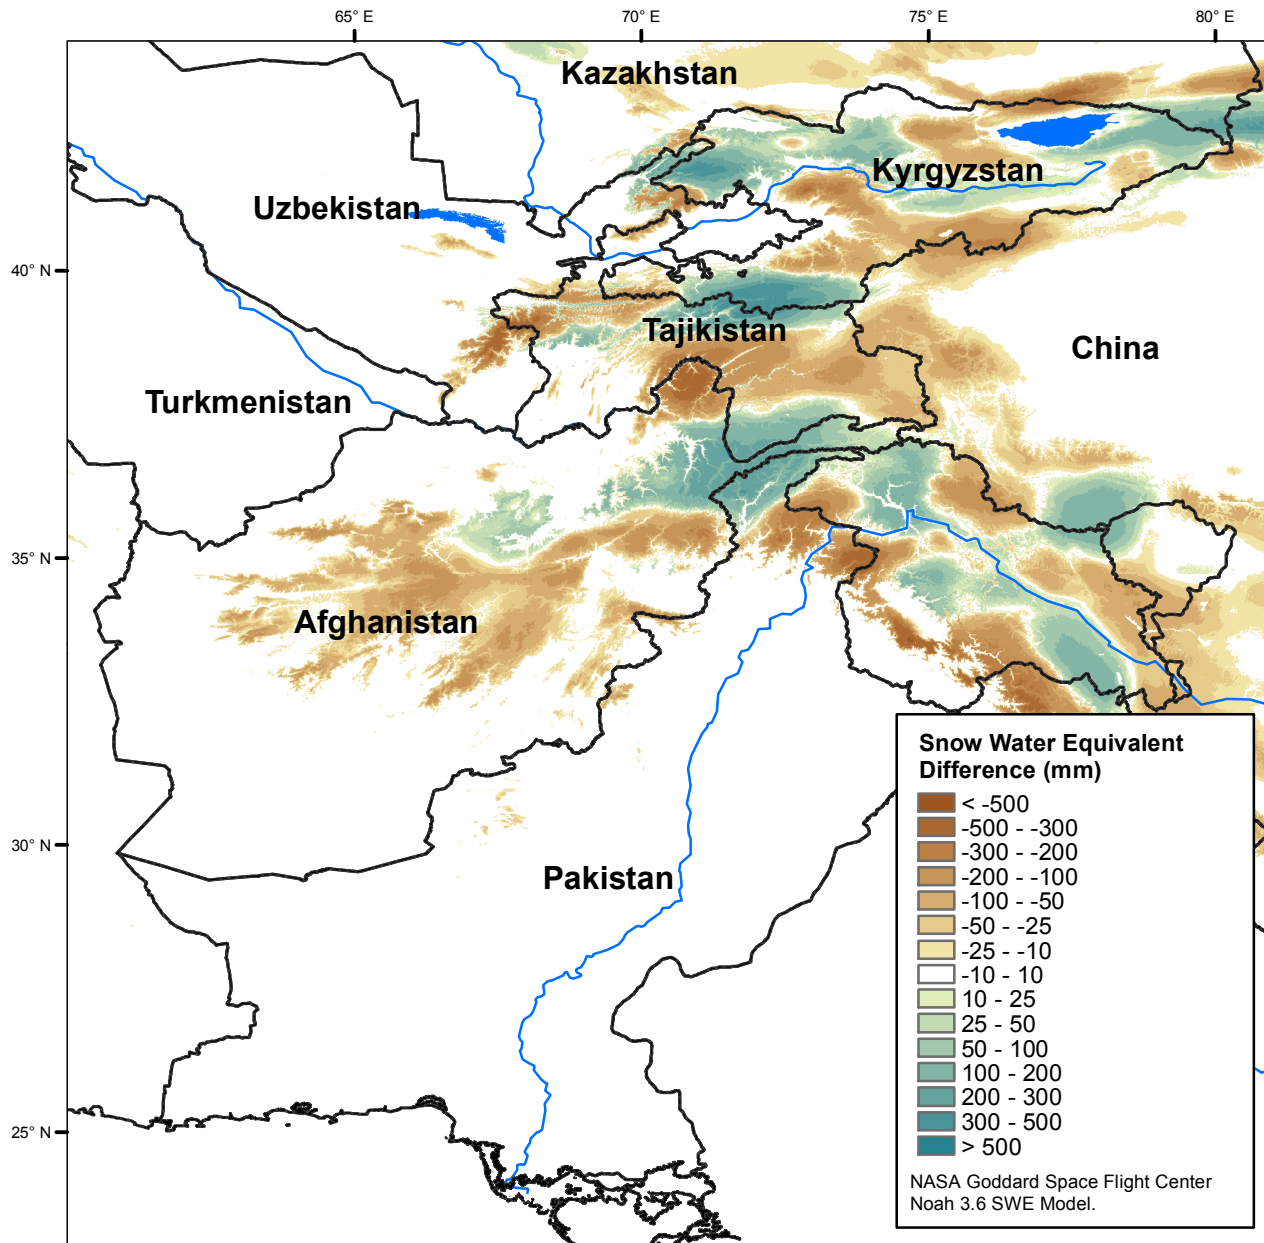 65° E
70° E
75° E
80° E
Kazakhstan
Kyrgyzstan
Uzbekistan
40° N
Tajikistan
China
Turkmenistan
35° N
Afghanistan
30° N
Pakistan
25° N
Snow Water Equivalent
Difference (mm)
< -500
-500 - -300
-300 - -200
-200 - -100
-100 - -50
-50 - -25
-25 - -10
-10 - 10
10 - 25
25 - 50
50 - 100
100 - 200
200 - 300
300 - 500
> 500
NASA Goddard Space Flight Center
Noah 3.6 SWE Model.